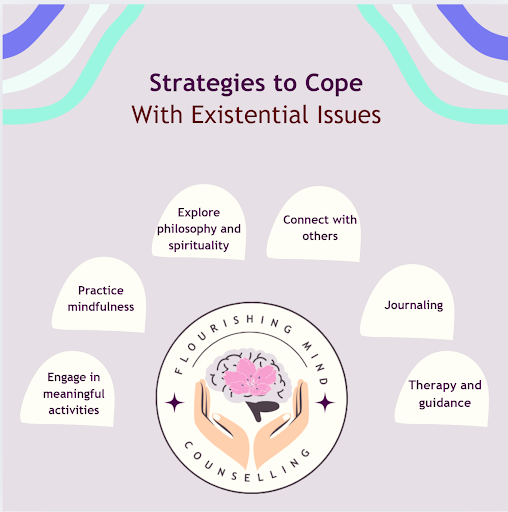 Strategies to Cope
With Existential Issues
Explore
philosophy and
spirituality
Connect with
others
Practice
mindfulness
Journaling
Engage in
meaningful
activities
Therapy and
guidance
FLOURISHING MIND
COUNSELLING